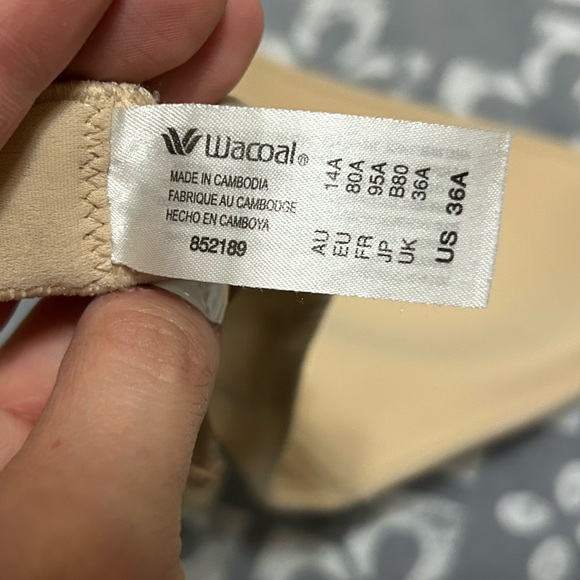 Wacoal®
MADE IN CAMBODIA
FABRIQUE AU CAMBODGE
HECHO EN CAMBOYA
852189
AU 14A
EU 80A
FR 95A
JP B80
UK 36A
US 36A